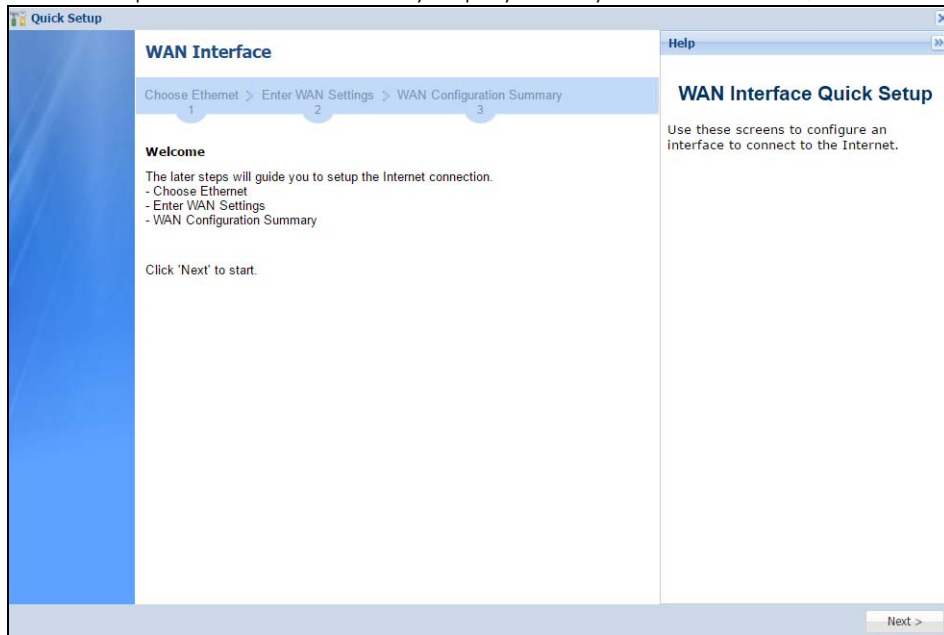 Quick Setup
WAN Interface
Choose Ethernet > Enter WAN Settings > WAN Configuration Summary
1 2 3
Welcome
The later steps will guide you to setup the Internet connection.
- Choose Ethernet
- Enter WAN Settings
- WAN Configuration Summary
Click 'Next' to start.
Help
WAN Interface Quick Setup
Use these screens to configure an
interface to connect to the Internet.
Next >